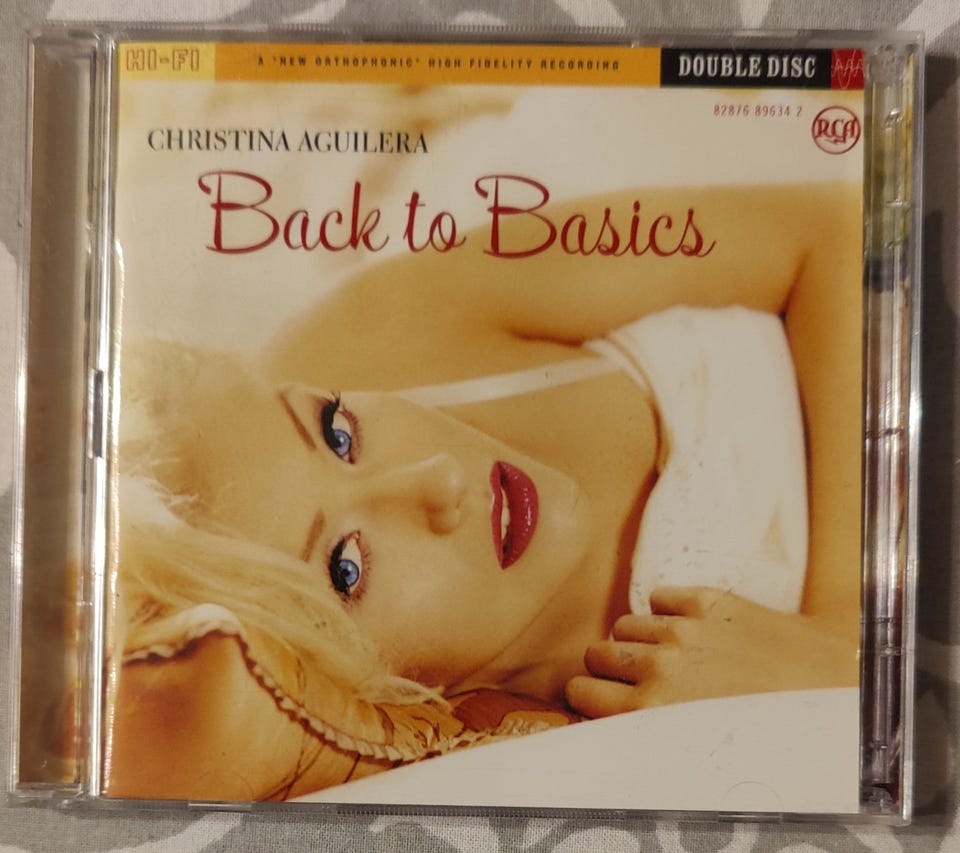 HI-FI
A "NEW ORTHOPHONIC" HIGH FIDELITY RECORDING
DOUBLE DISC
82876 89634 2
RCA
CHRISTINA AGUILERA
Back to Basics